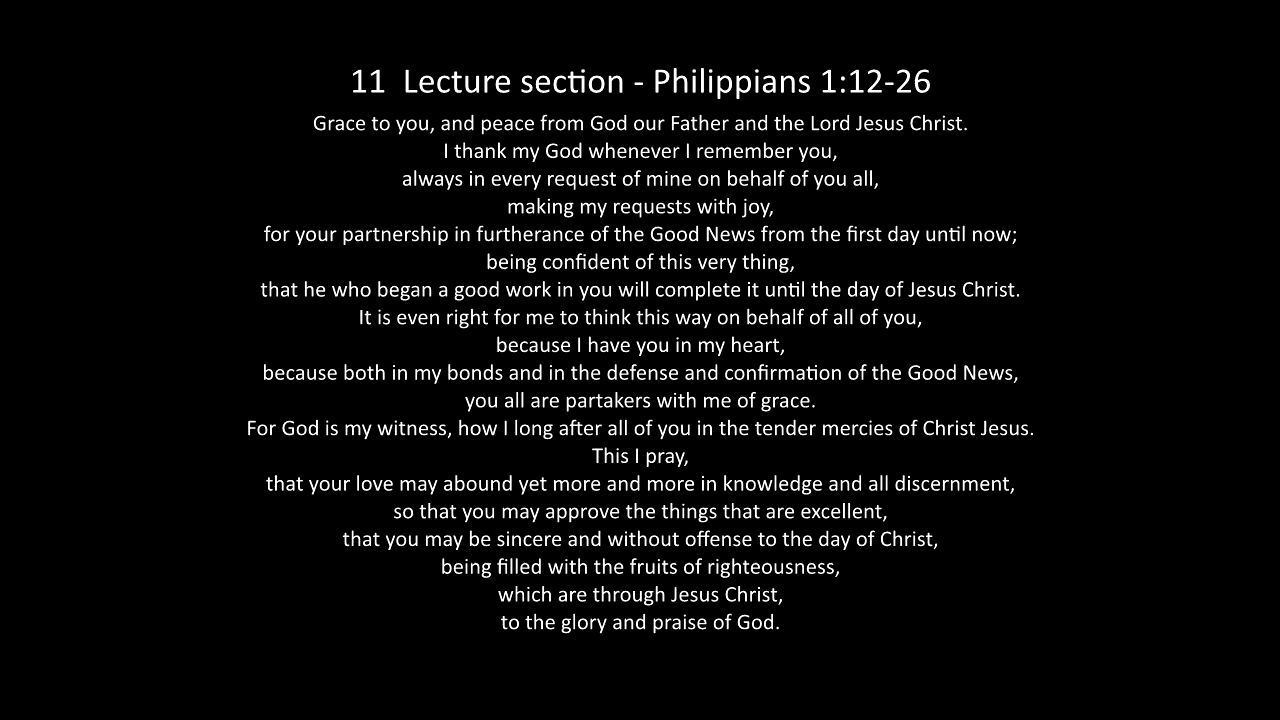 11  Lecture section - Philippians 1:12-26
Grace to you, and peace from God our Father and the Lord Jesus Christ.
I thank my God whenever I remember you,
always in every request of mine on behalf of you all,
making my requests with joy,
for your partnership in furtherance of the Good News from the first day until now;
being confident of this very thing,
that he who began a good work in you will complete it until the day of Jesus Christ.
It is even right for me to think this way on behalf of all of you,
because I have you in my heart,
because both in my bonds and in the defense and confirmation of the Good News,
you all are partakers with me of grace.
For God is my witness, how I long after all of you in the tender mercies of Christ Jesus.
This I pray,
that your love may abound yet more and more in knowledge and all discernment,
so that you may approve the things that are excellent,
that you may be sincere and without offense to the day of Christ,
being filled with the fruits of righteousness,
which are through Jesus Christ,
to the glory and praise of God.